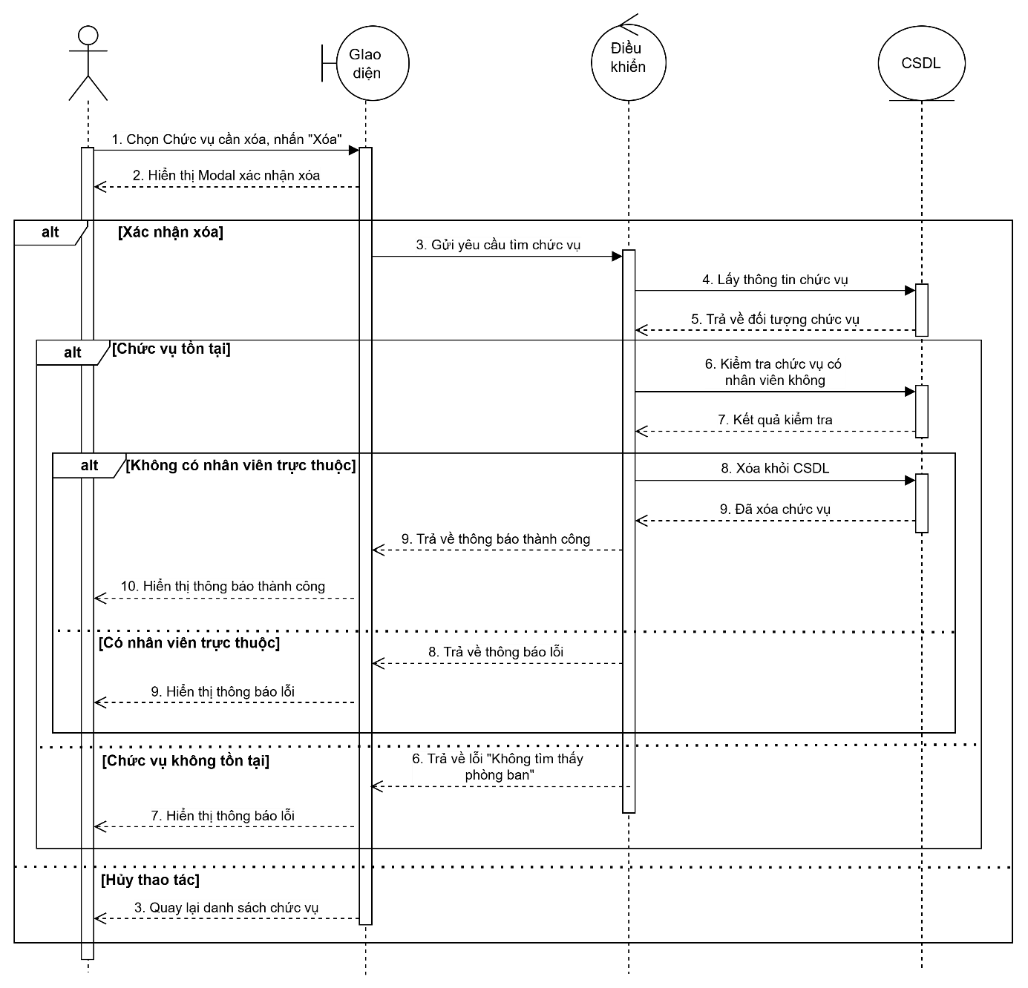 Giao
diện
Điều
khiển
CSDL
1. Chọn Chức vụ cần xóa, nhấn "Xóa"
2. Hiển thị Modal xác nhận xóa
alt
[Xác nhận xóa]
3. Gửi yêu cầu tìm chức vụ
4. Lấy thông tin chức vụ
5. Trả về đối tượng chức vụ
alt
[Chức vụ tồn tại]
6. Kiểm tra chức vụ có
nhân viên không
7. Kết quả kiểm tra
alt
[Không có nhân viên trực thuộc]
8. Xóa khỏi CSDL
9. Đã xóa chức vụ
9. Trả về thông báo thành công
10. Hiển thị thông báo thành công
[Có nhân viên trực thuộc]
8. Trả về thông báo lỗi
9. Hiển thị thông báo lỗi
[Chức vụ không tồn tại]
6. Trả về lỗi "Không tìm thấy
phòng ban"
7. Hiển thị thông báo lỗi
[Hủy thao tác]
3. Quay lại danh sách chức vụ